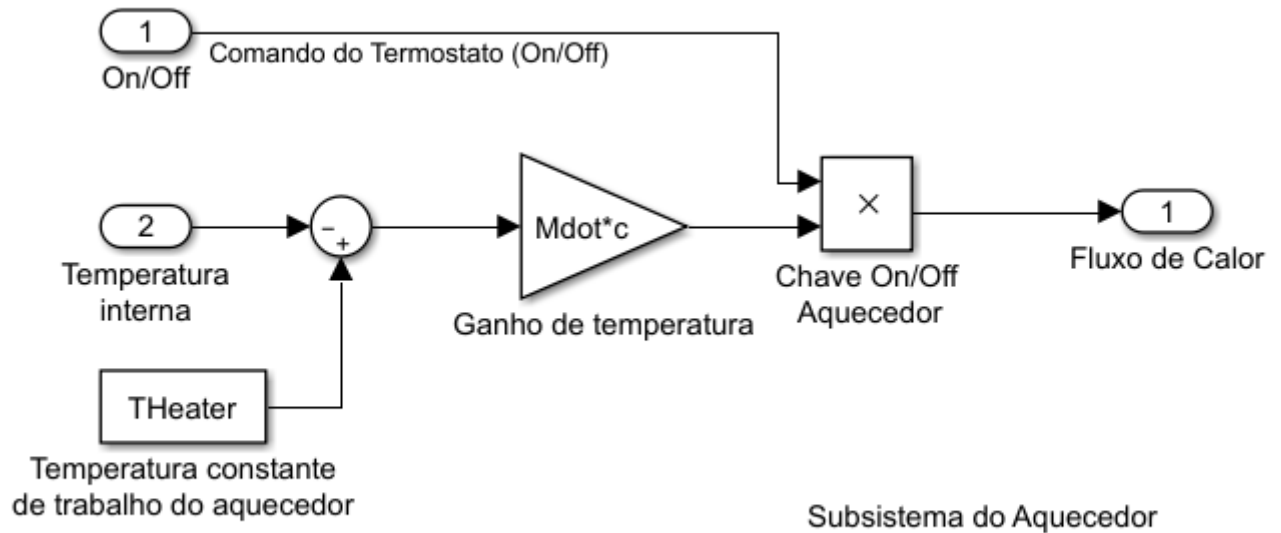 1
On/Off
Comando do Termostato (On/Off)
2
Temperatura
interna
−
+
Mdot*c
Ganho de temperatura
×
Chave On/Off
Aquecedor
1
Fluxo de Calor
THeater
Temperatura constante
de trabalho do aquecedor
Subsistema do Aquecedor